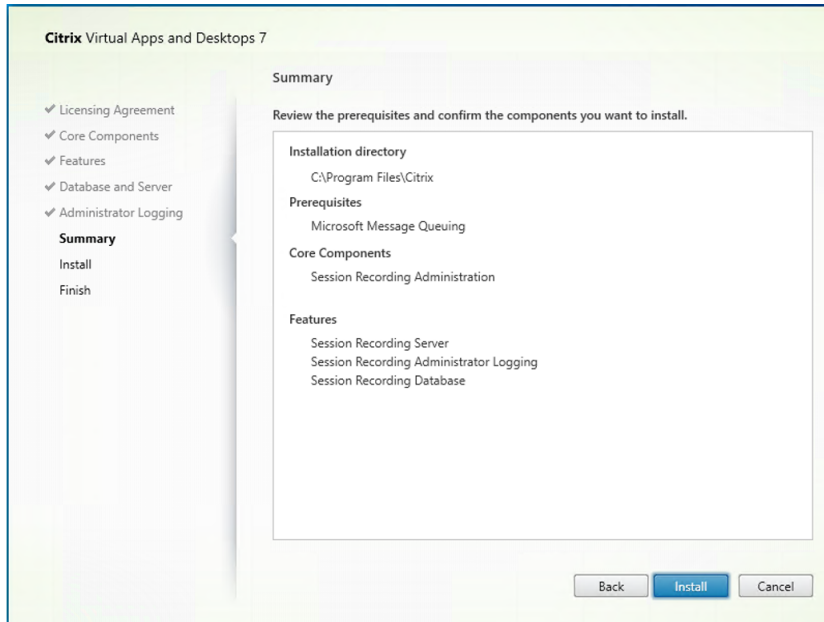 Citrix Virtual Apps and Desktops 7
Licensing Agreement
Core Components
Features
Database and Server
Administrator Logging
Summary
Install
Finish
Summary
Review the prerequisites and confirm the components you want to install.
Installation directory
C:\Program Files\Citrix
Prerequisites
Microsoft Message Queuing
Core Components
Session Recording Administration
Features
Session Recording Server
Session Recording Administrator Logging
Session Recording Database
Back Install Cancel